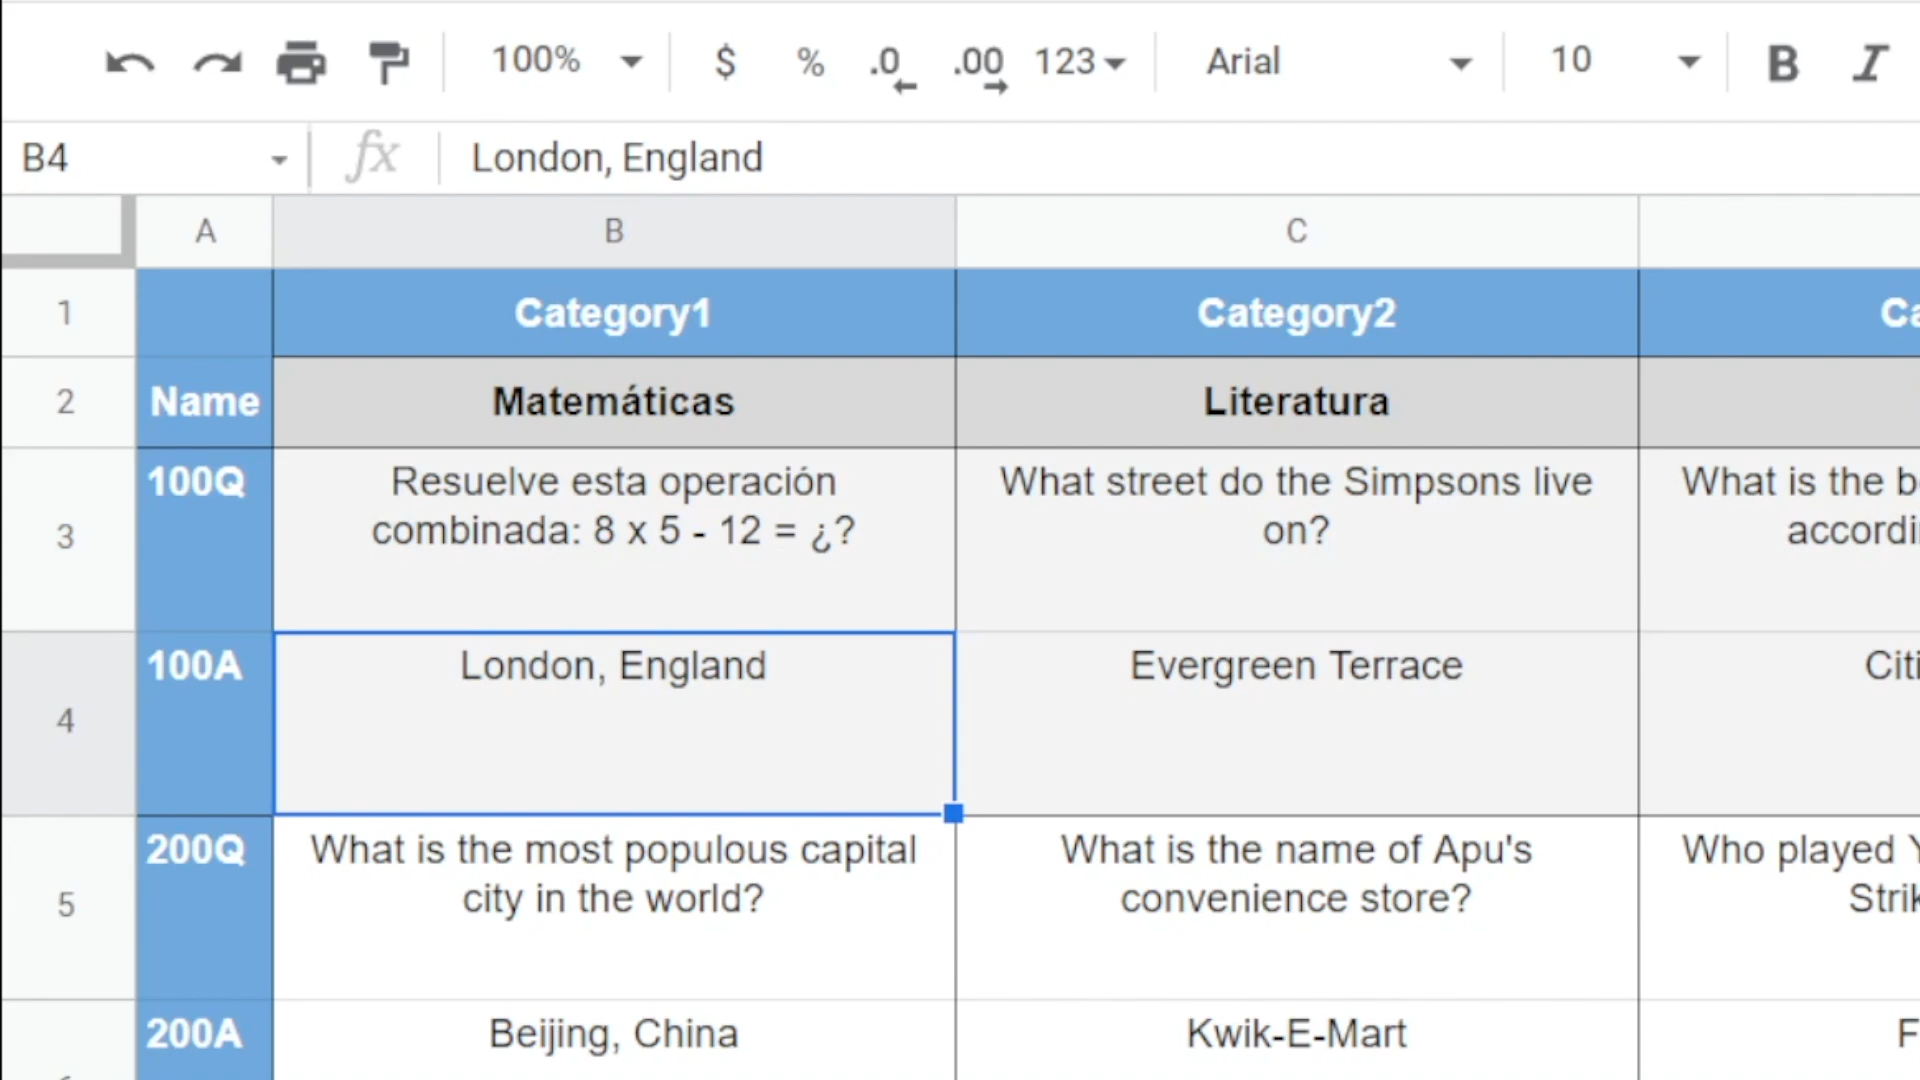 100% $ % .0 .00 123 Arial 10 B I
B4 fx London, England
A B C
1 Category1 Category2
2 Name Matemáticas Literatura
3 100Q Resuelve esta operación
combinada: 8 x 5 - 12 = ¿?
What street do the Simpsons live
on?
What is the
4 100A London, England Evergreen Terrace
5 200Q What is the most populous capital
city in the world?
What is the name of Apu's
convenience store?
Who played
200A Beijing, China Kwik-E-Mart